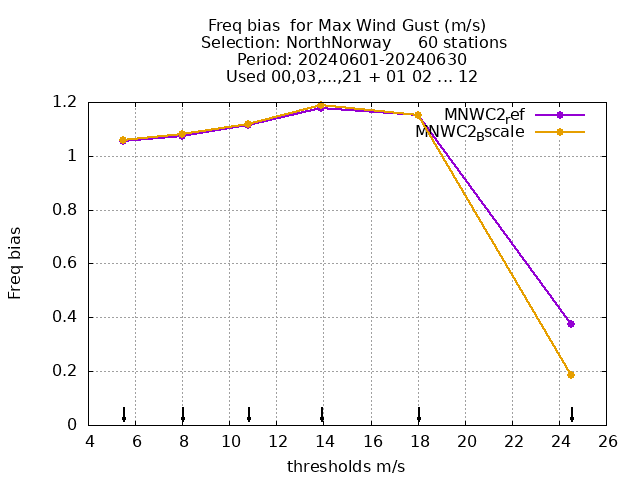 Freq bias  for Max Wind Gust (m/s)
Selection: NorthNorway     60 stations
Period: 20240601-20240630
Used 00,03,...,21 + 01 02 ... 12
MNWC2_ref
MNWC2_Bscale
1.2
1
0.8
0.6
0.4
0.2
0
Freq bias
4 6 8 10 12 14 16 18 20 22 24 26
thresholds m/s